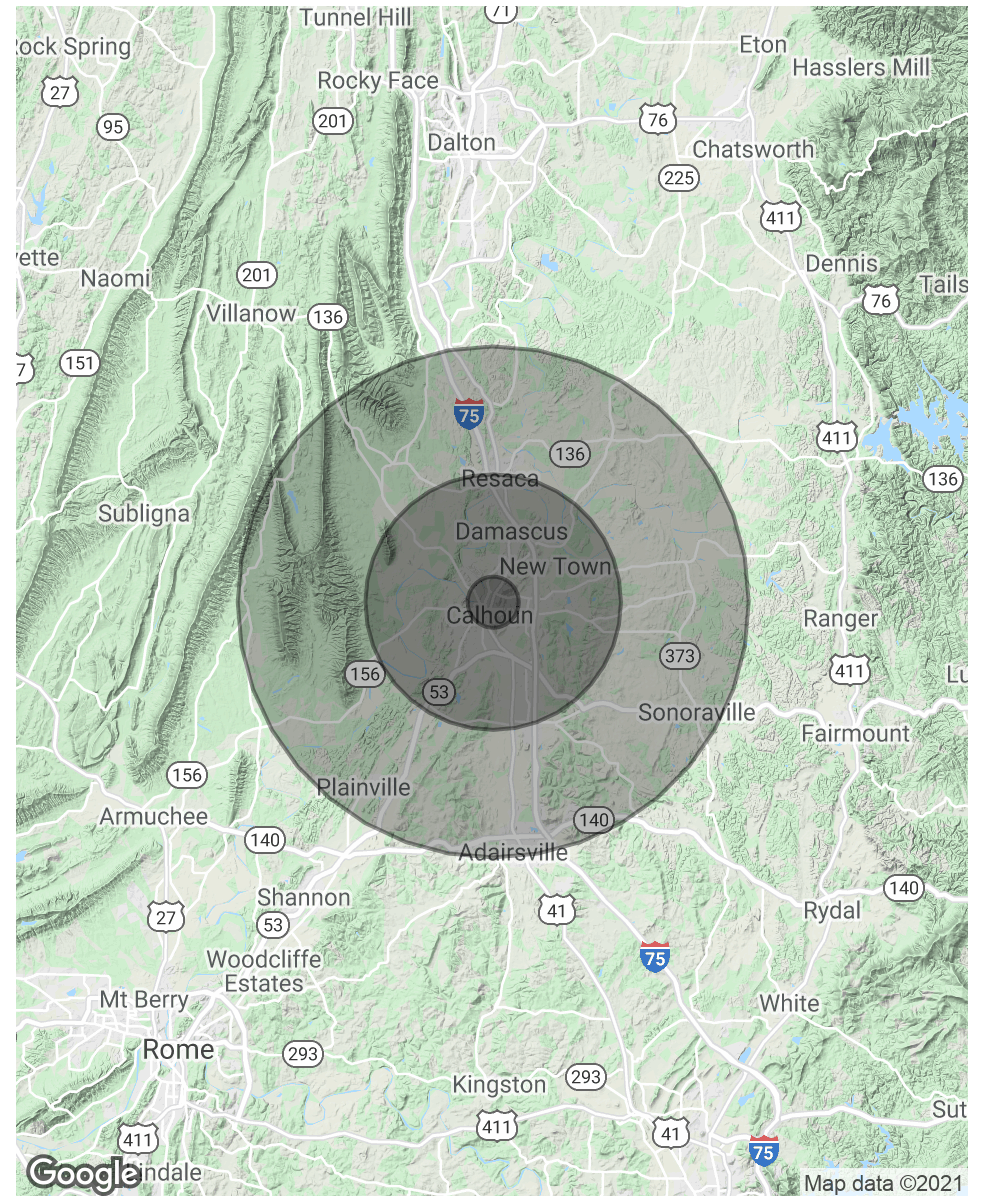 Tunnel Hill
71
Rock Spring
Eton
Hasslers Mill
27
Rocky Face
95
201
76
Dalton
Chatsworth
225
411
ette
Dennis
Naomi
201
Tails
76
Villanow
136
151
7
75
411
136
Resaca
136
Subligna
Damascus
New Town
Calhoun
Ranger
373
156
411
Lu
53
Sonoraville
Fairmount
156
Plainville
Armuchee
140
140
Adairsville
Shannon
140
41
Rydal
27
53
75
Woodcliffe
Estates
Mt Berry
White
Rome
293
Kingston
293
Sut
411
41
411
75
Google
indale
Map data ©2021